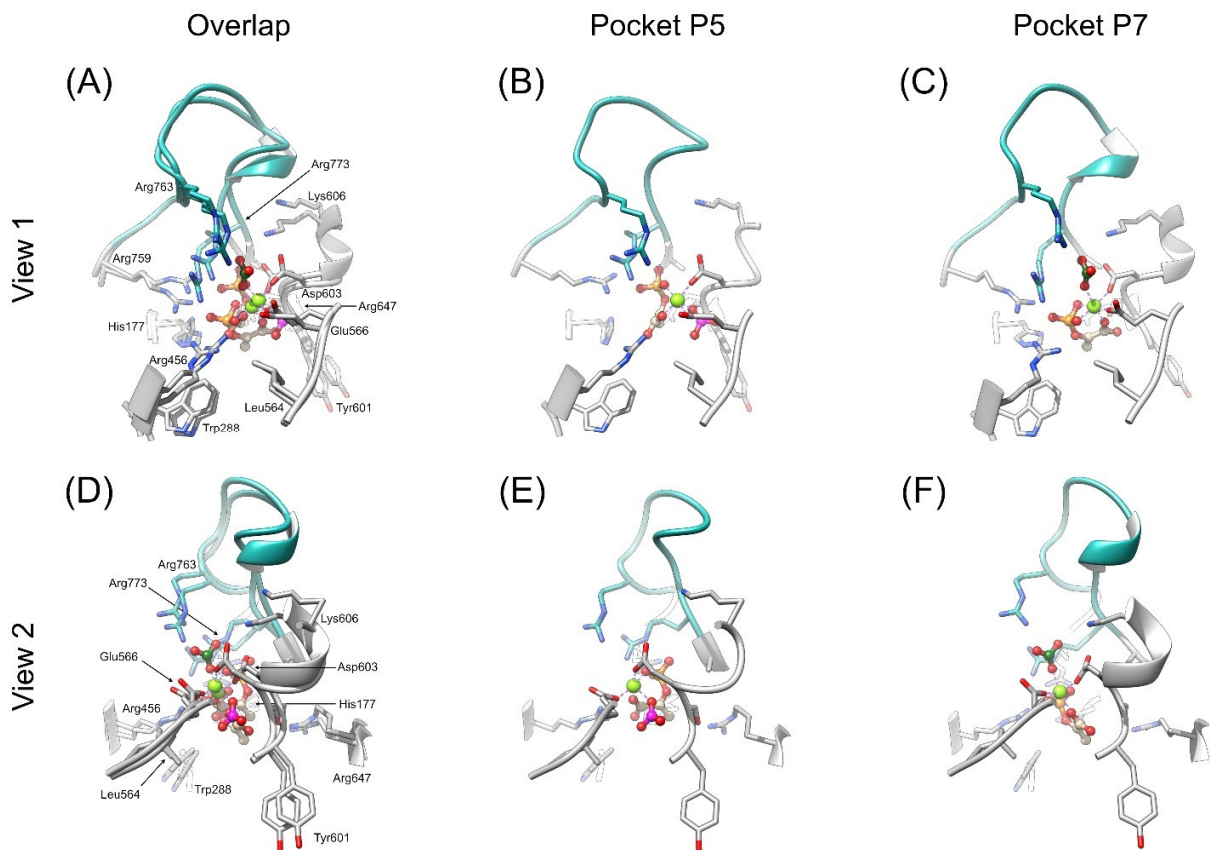 Overlap
Pocket P5
Pocket P7
View 1
(A)
(B)
(C)
Arg773
Arg763
Lys606
Arg759
Asp603
Arg647
His177
Glu566
Arg456
Leu564
Tyr601
Trp288
View 2
(D)
(E)
(F)
Arg763
Arg773
Lys606
Glu566
Asp603
Arg456
His177
Arg647
Trp288
Leu564
Tyr601